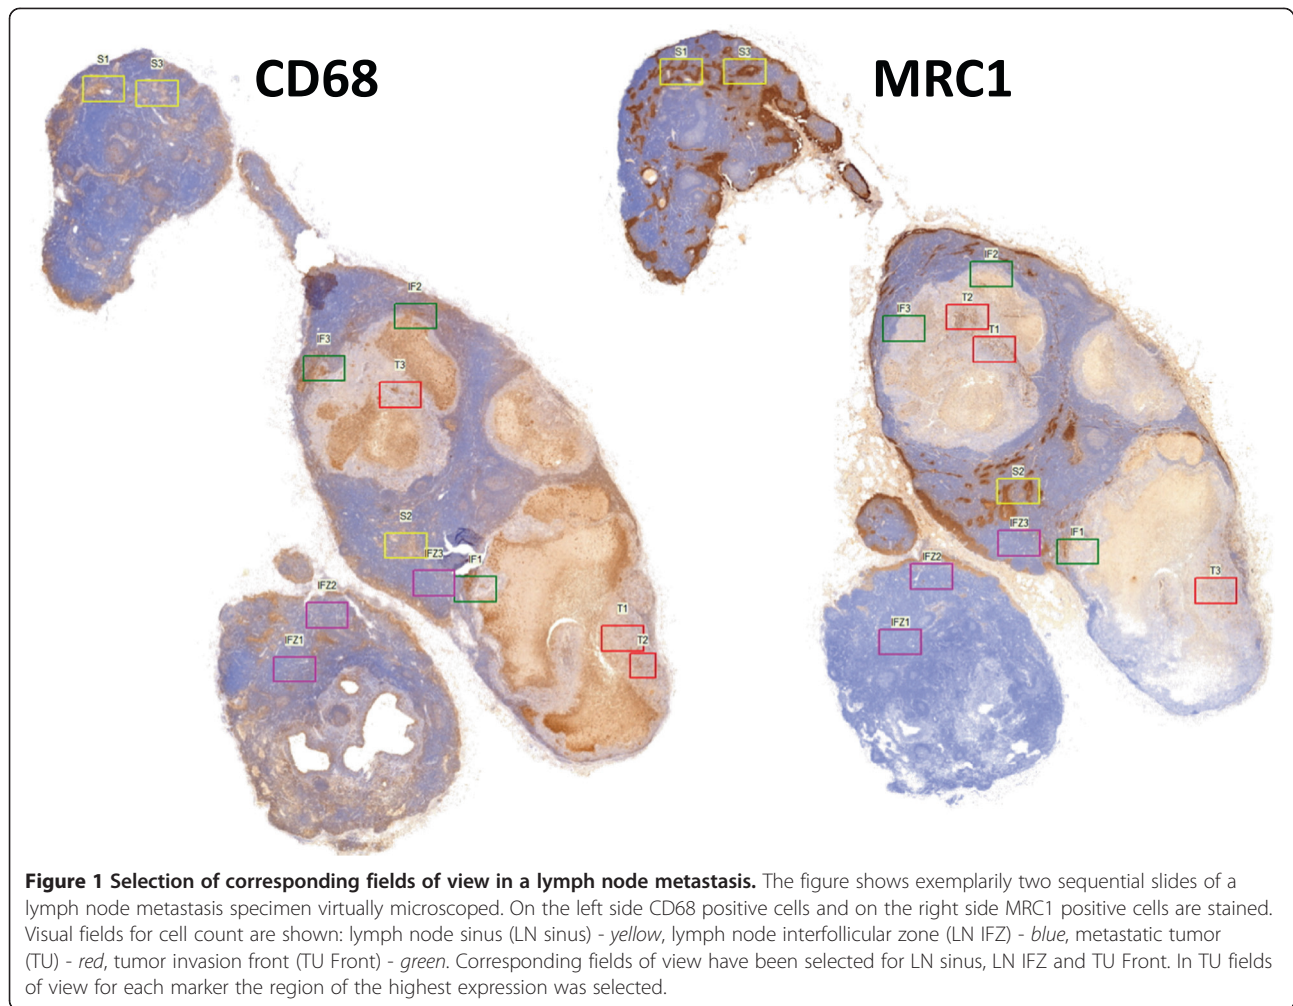 CD68
MRC1
S1
S3
IF2
IF3
T3
S2
IFZ3
IF1
IFZ2
IFZ1
T1
T2
S1
S3
IF2
T2
IF3
T1
S2
IFZ3
IF1
IFZ2
T3
IFZ1
Figure 1 Selection of corresponding fields of view in a lymph node metastasis. The figure shows exemplarily two sequential slides of a
lymph node metastasis specimen virtually microscoped. On the left side CD68 positive cells and on the right side MRC1 positive cells are stained.
Visual fields for cell count are shown: lymph node sinus (LN sinus) - yellow, lymph node interfollicular zone (LN IFZ) - blue, metastatic tumor
(TU) - red, tumor invasion front (TU Front) - green. Corresponding fields of view have been selected for LN sinus, LN IFZ and TU Front. In TU fields
of view for each marker the region of the highest expression was selected.